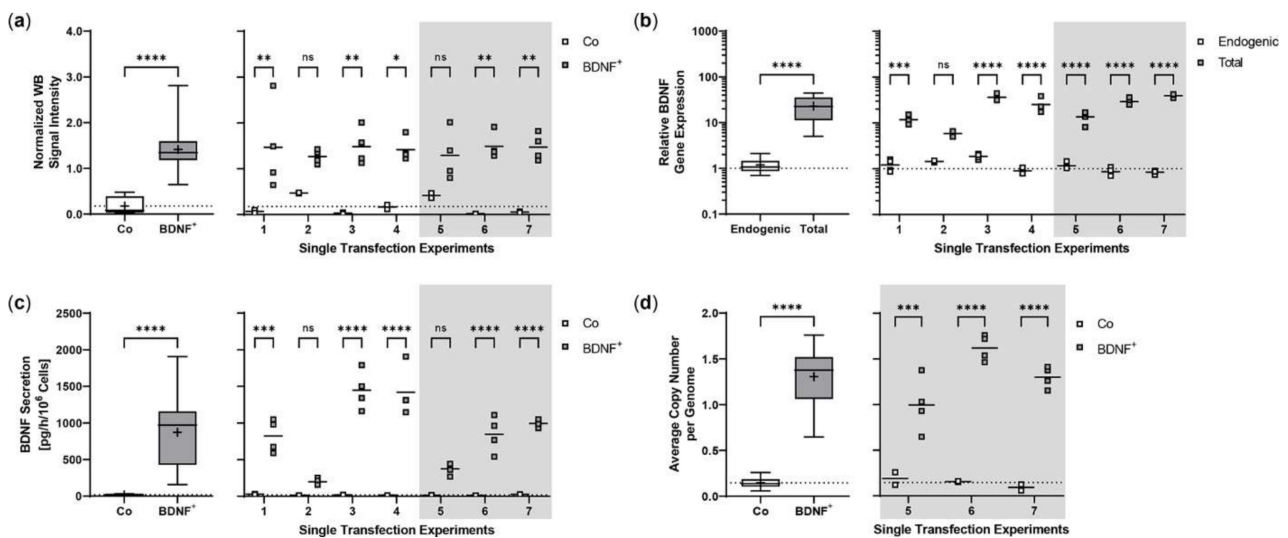 (a)
Normalized WB
Signal Intensity
4.0
3.0
2.0
1.0
0.0
****
Co
BDNF⁺
**
ns
**
*
ns
**
**
1
2
3
4
5
6
7
Single Transfection Experiments
Co
BDNF⁺
(b)
Relative BDNF
Gene Expression
1000
100
10
1
0.1
****
Endogenic
Total
***
ns
****
****
****
****
****
1
2
3
4
5
6
7
Single Transfection Experiments
Endogenic
Total
(c)
BDNF Secretion
[pg/h/10⁶ Cells]
2500
2000
1500
1000
500
0
****
Co
BDNF⁺
***
ns
****
****
ns
****
****
1
2
3
4
5
6
7
Single Transfection Experiments
Co
BDNF⁺
(d)
Average Copy Number
per Genome
2.0
1.5
1.0
0.5
0.0
****
Co
BDNF⁺
***
****
****
5
6
7
Single Transfection Experiments
Co
BDNF⁺